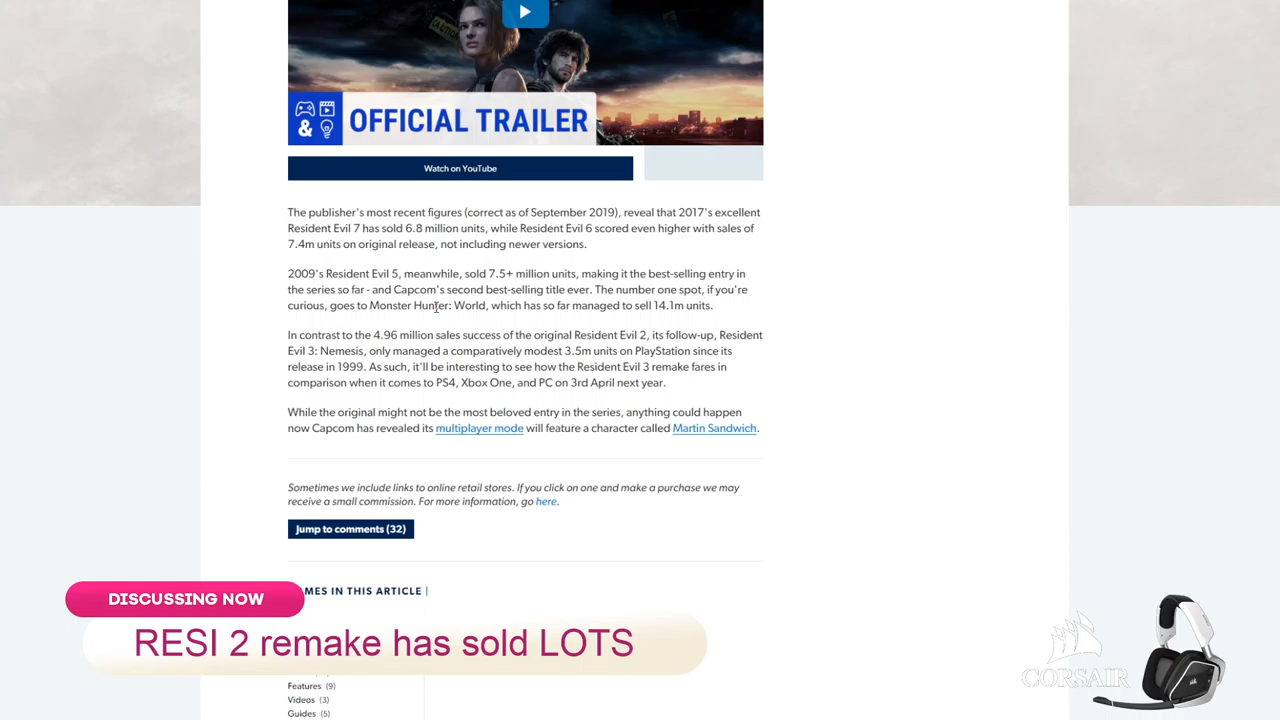 CAUTION
&
OFFICIAL TRAILER
Watch on YouTube
The publisher's most recent figures (correct as of September 2019), reveal that 2017's excellent
Resident Evil 7 has sold 6.8 million units, while Resident Evil 6 scored even higher with sales of
7.4m units on original release, not including newer versions.
2009's Resident Evil 5, meanwhile, sold 7.5+ million units, making it the best-selling entry in
the series so far - and Capcom's second best-selling title ever. The number one spot, if you're
curious, goes to Monster Hunter: World, which has so far managed to sell 14.1m units.
In contrast to the 4.96 million sales success of the original Resident Evil 2, its follow-up, Resident
Evil 3: Nemesis, only managed a comparatively modest 3.5m units on PlayStation since its
release in 1999. As such, it'll be interesting to see how the Resident Evil 3 remake fares in
comparison when it comes to PS4, Xbox One, and PC on 3rd April next year.
While the original might not be the most beloved entry in the series, anything could happen
now Capcom has revealed its multiplayer mode will feature a character called Martin Sandwich.
Sometimes we include links to online retail stores. If you click on one and make a purchase we may
receive a small commission. For more information, go here.
Jump to comments (32)
MES IN THIS ARTICLE |
DISCUSSING NOW
RESI 2 remake has sold LOTS
Features (9)
Videos (3)
Guides (5)
CORSAIR